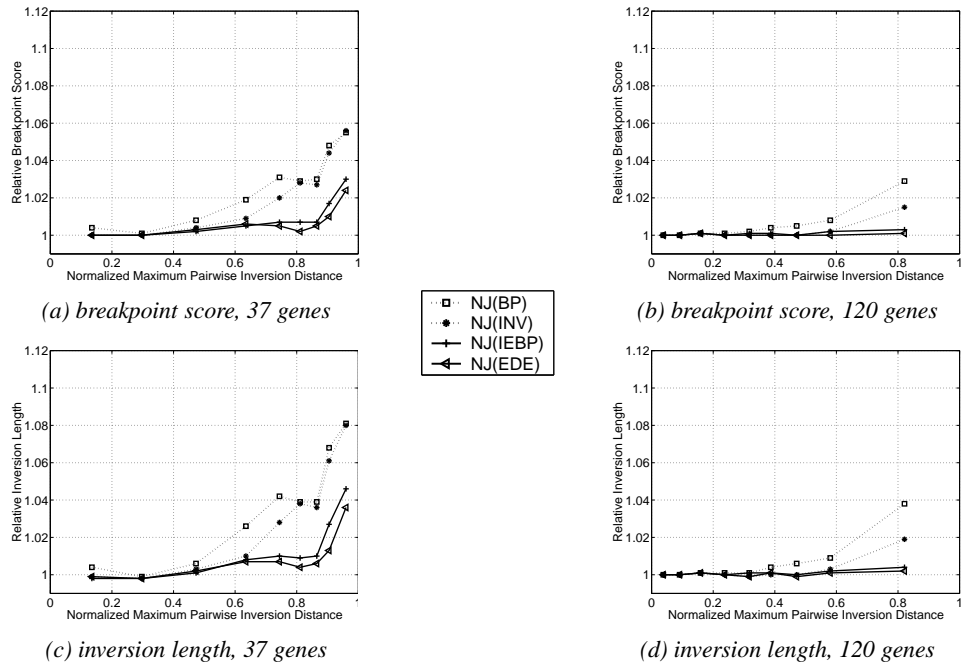 1.12
1.1
1.08
1.06
1.04
1.02
1
0 0.2 0.4 0.6 0.8 1
Relative Breakpoint Score
Normalized Maximum Pairwise Inversion Distance
(a) breakpoint score, 37 genes
1.12
1.1
1.08
1.06
1.04
1.02
1
0 0.2 0.4 0.6 0.8 1
Relative Breakpoint Score
Normalized Maximum Pairwise Inversion Distance
(b) breakpoint score, 120 genes
NJ(BP)
NJ(INV)
NJ(IEBP)
NJ(EDE)
1.12
1.1
1.08
1.06
1.04
1.02
1
0 0.2 0.4 0.6 0.8 1
Relative Inversion Length
Normalized Maximum Pairwise Inversion Distance
(c) inversion length, 37 genes
1.12
1.1
1.08
1.06
1.04
1.02
1
0 0.2 0.4 0.6 0.8 1
Relative Inversion Length
Normalized Maximum Pairwise Inversion Distance
(d) inversion length, 120 genes